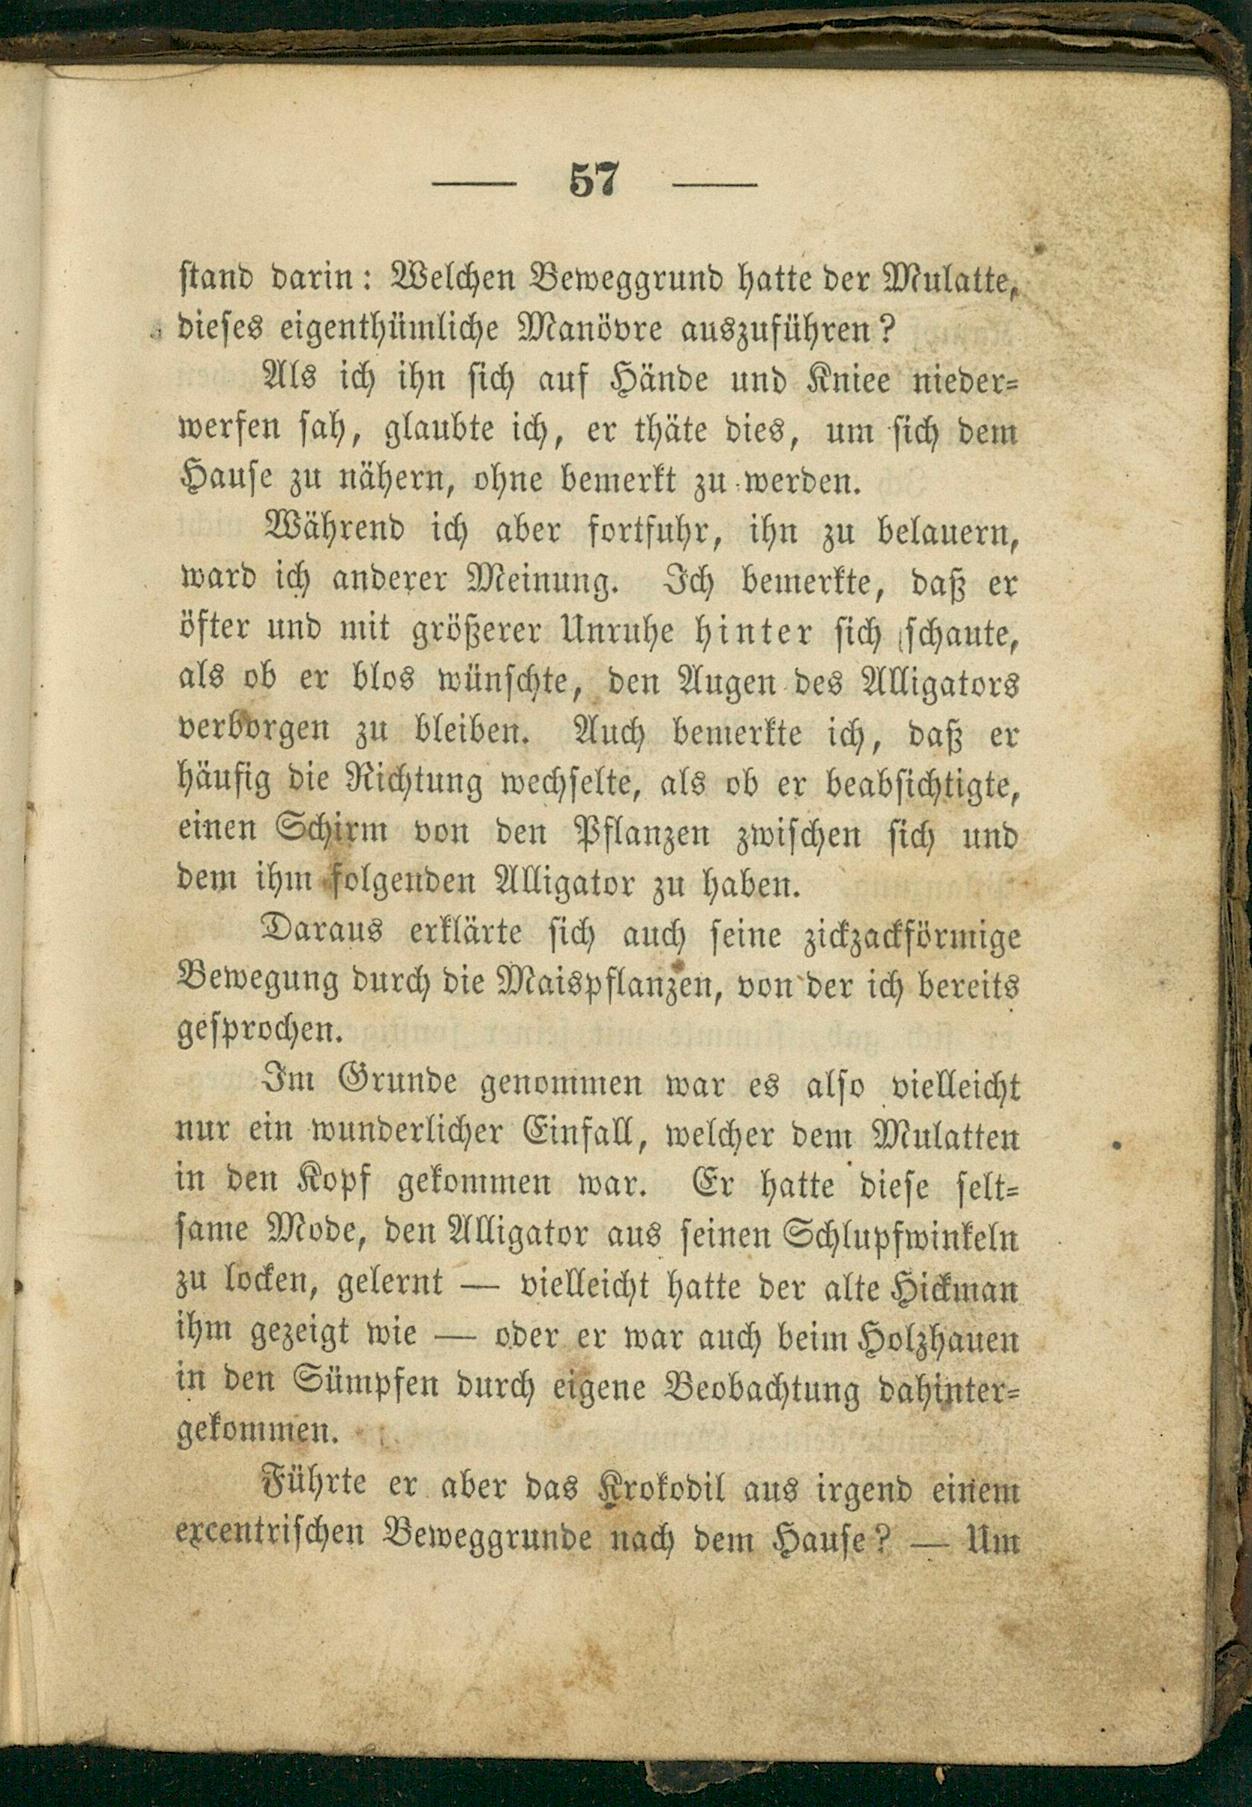 — 57 —
stand darin: Welchen Beweggrund hatte der Mulatte,
dieses eigenthümliche Manövre auszuführen?
Als ich ihn sich auf Hände und Kniee nieder-
werfen sah, glaubte ich, er thäte dies, um sich dem
Hause zu nähern, ohne bemerkt zu werden.
Während ich aber fortfuhr, ihn zu belauern,
ward ich anderer Meinung. Ich bemerkte, daß er
öfter und mit größerer Unruhe hinter sich schaute,
als ob er blos wünschte, den Augen des Alligators
verborgen zu bleiben. Auch bemerkte ich, daß er
häufig die Richtung wechselte, als ob er beabsichtigte,
einen Schirm von den Pflanzen zwischen sich und
dem ihm folgenden Alligator zu haben.
Daraus erklärte sich auch seine zickzackförmige
Bewegung durch die Maispflanzen, von der ich bereits
gesprochen.
Im Grunde genommen war es also vielleicht
nur ein wunderlicher Einfall, welcher dem Mulatten
in den Kopf gekommen war. Er hatte diese selt-
same Mode, den Alligator aus seinen Schlupfwinkeln
zu locken, gelernt — vielleicht hatte der alte Hickman
ihm gezeigt wie — oder er war auch beim Holzhauen
in den Sümpfen durch eigene Beobachtung dahinter-
gekommen.
Führte er aber das Krokodil aus irgend einem
excentrischen Beweggrunde nach dem Hause? — Um